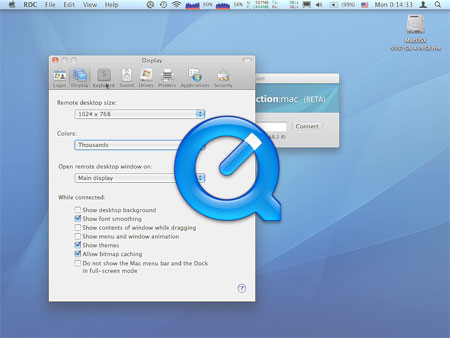 RDC File Edit View Help
(99%) Mon 0:14:33
Display
Login Display Keyboard Sound Drives Printers Applications Security
Remote desktop size:
1024 x 768
Colors:
Thousands
Open remote desktop window on:
Main display
While connected:
Show desktop background
Show font smoothing
Show contents of window while dragging
Show menu and window animation
Show themes
Allow bitmap caching
Do not show the Mac menu bar and the Dock
in full-screen mode
?
ction:mac (BETA)
Connect
MacOSX